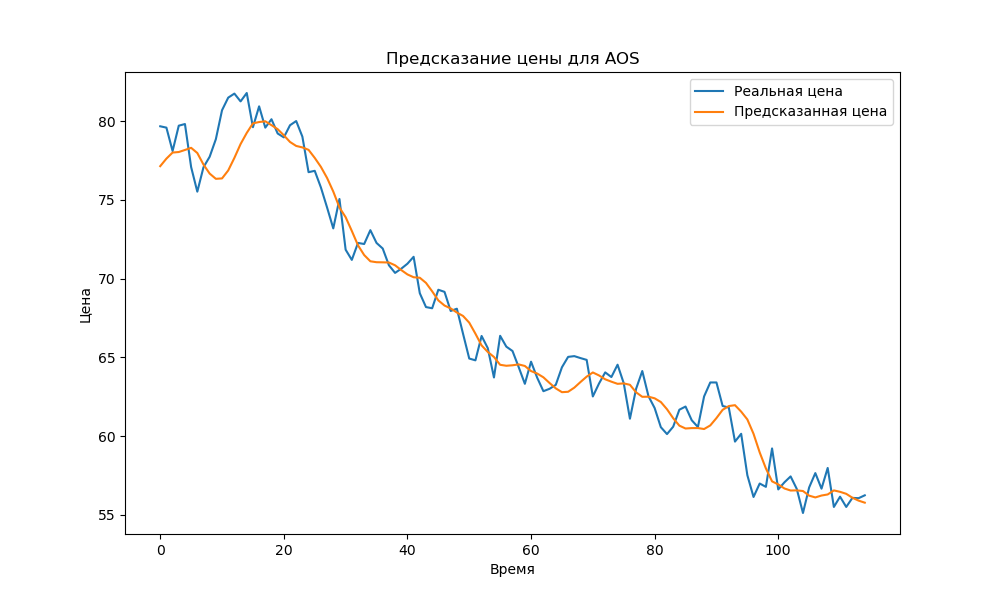 Предсказание цены для AOS
Реальная цена
Предсказанная цена
80
75
70
65
60
55
Цена
0 20 40 60 80 100
Время